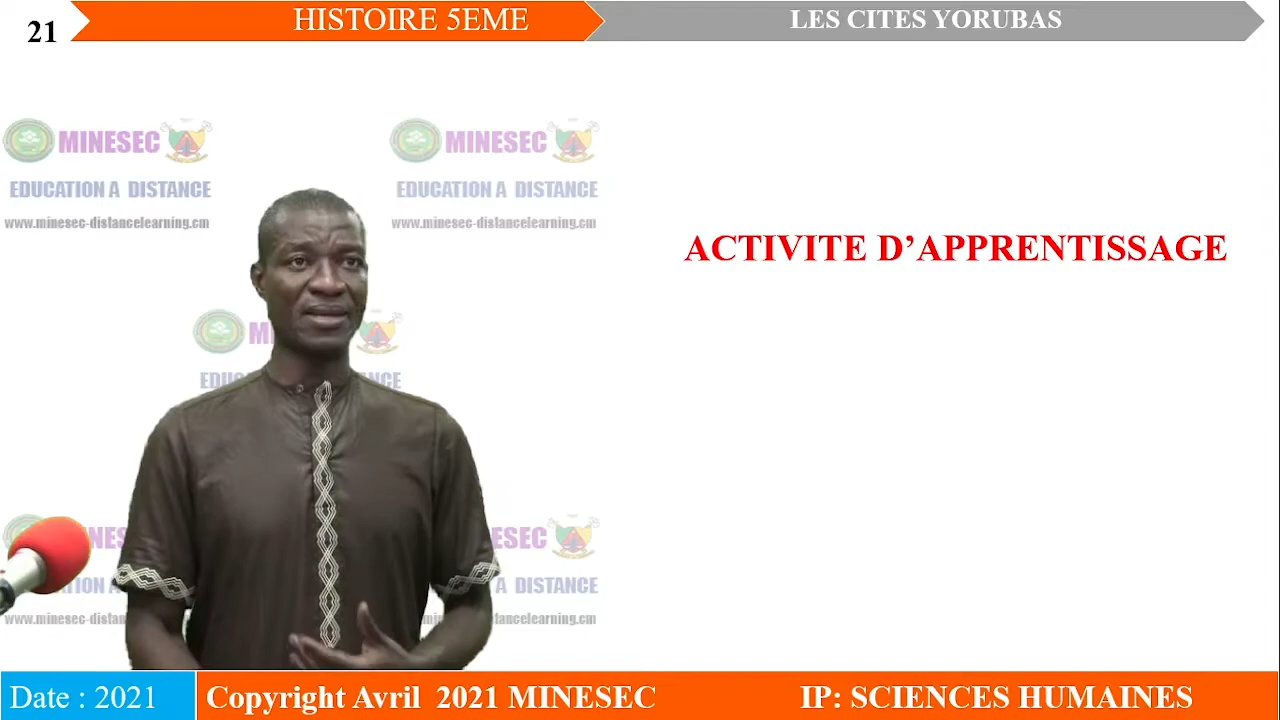 21
HISTOIRE 5EME
LES CITES YORUBAS
MINESEC
EDUCATION A DISTANCE
www.minesec-distancelearning.cm
MINESEC
EDUCATION A DISTANCE
www.minesec-distancelearning.cm
ACTIVITE D’APPRENTISSAGE
A DISTANCE
Date : 2021
Copyright Avril 2021 MINESEC
IP: SCIENCES HUMAINES